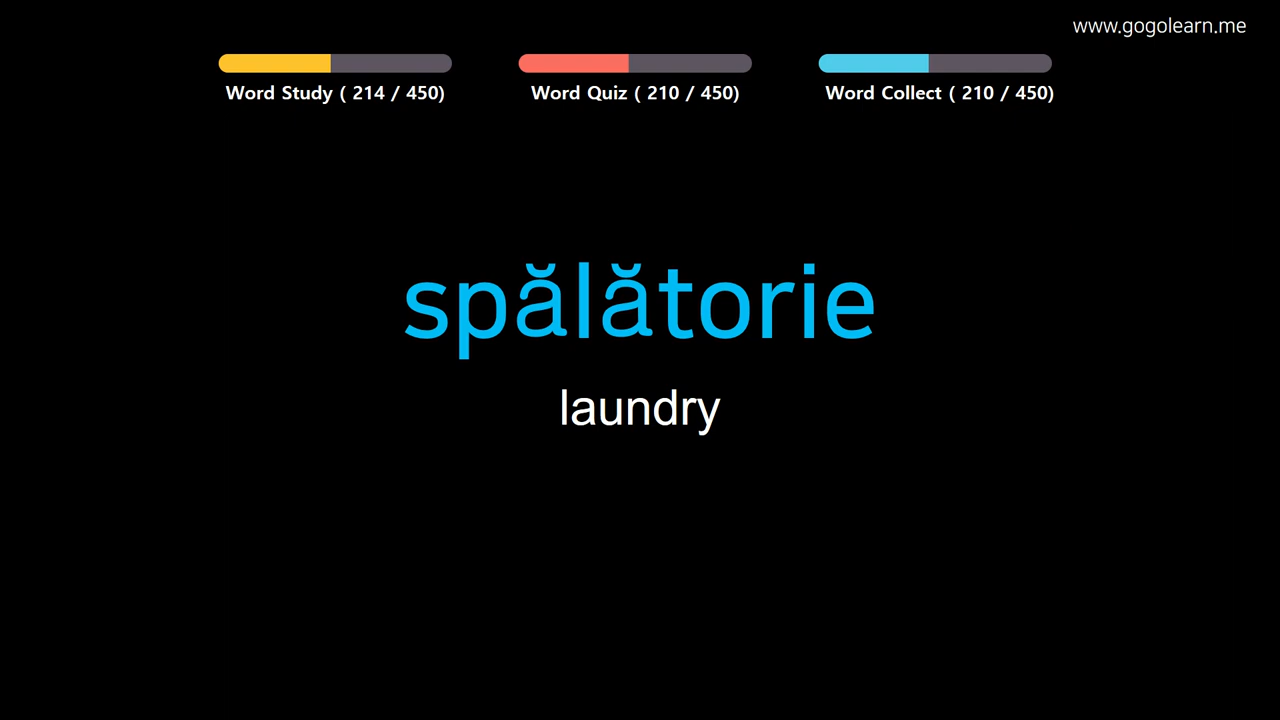 www.gogolearn.me
Word Study ( 214 / 450)
Word Quiz ( 210 / 450)
Word Collect ( 210 / 450)
spălătorie
laundry